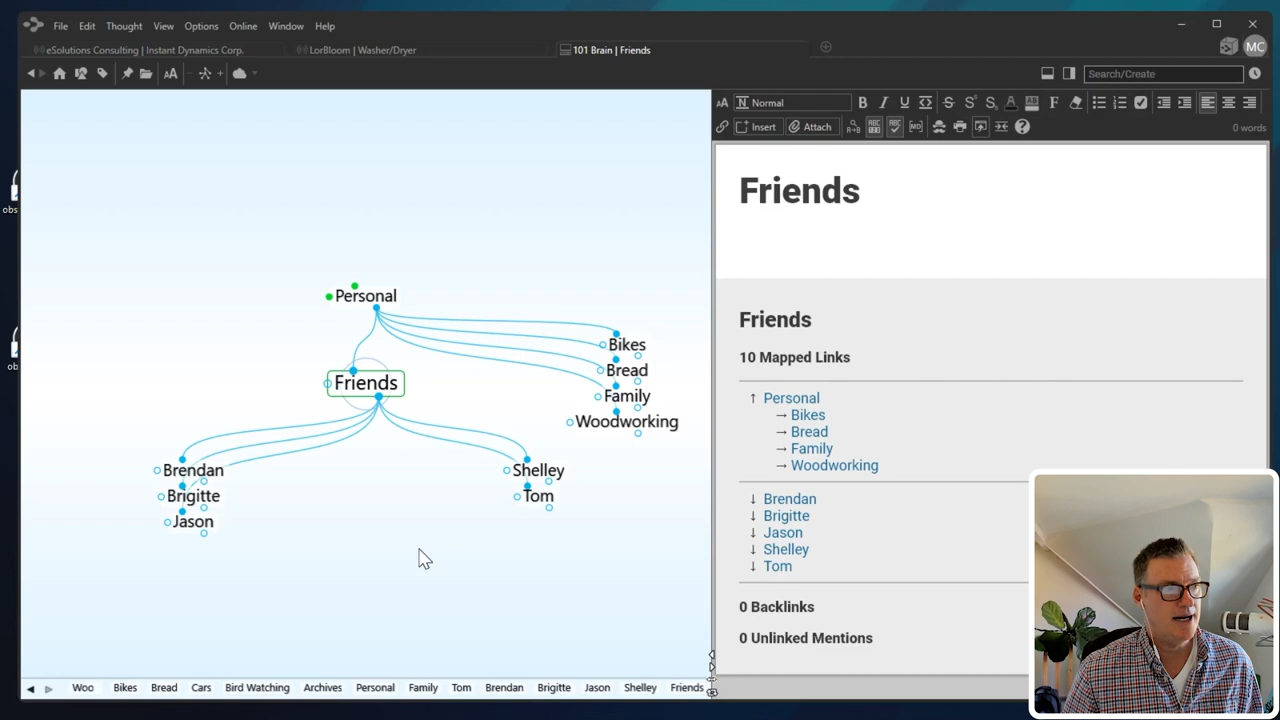 File Edit Thought View Options Online Window Help
eSolutions Consulting | Instant Dynamics Corp.
LorBloom | Washer/Dryer
101 Brain | Friends
MC
Search/Create
Normal
Insert
Attach
0 words
Friends
Personal
Friends
Bikes
Bread
Family
Woodworking
Brendan
Brigitte
Jason
Shelley
Tom
Friends
10 Mapped Links
↑ Personal
→ Bikes
→ Bread
→ Family
→ Woodworking
↓ Brendan
↓ Brigitte
↓ Jason
↓ Shelley
↓ Tom
0 Backlinks
0 Unlinked Mentions
Woo Bikes Bread Cars Bird Watching Archives Personal Family Tom Brendan Brigitte Jason Shelley Friends
obs